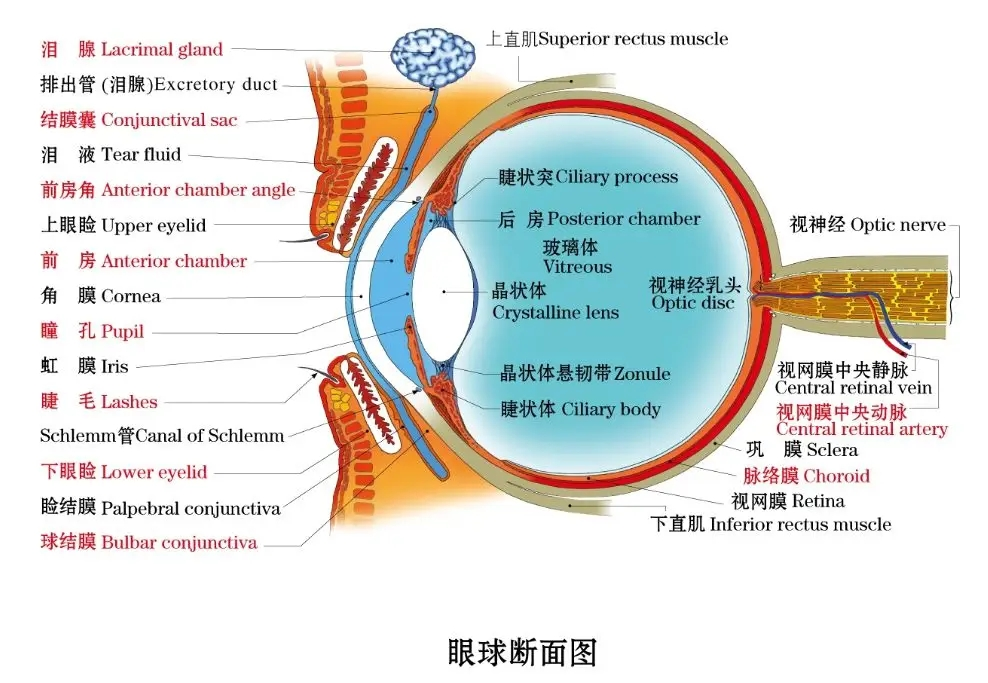 泪 腺 Lacrimal gland
排出管 (泪腺)Excretory duct
结膜囊 Conjunctival sac
泪 液 Tear fluid
前房角 Anterior chamber angle
上眼睑 Upper eyelid
前 房 Anterior chamber
角 膜 Cornea
瞳 孔 Pupil
虹 膜 Iris
睫 毛 Lashes
Schlemm管Canal of Schlemm
下眼睑 Lower eyelid
睑结膜 Palpebral conjunctiva
球结膜 Bulbar conjunctiva
上直肌Superior rectus muscle
睫状突 Ciliary process
后 房 Posterior chamber
玻璃体
Vitreous
晶状体
Crystalline lens
晶状体悬韧带 Zonule
睫状体 Ciliary body
视神经乳头
Optic disc
视神经 Optic nerve
视网膜中央静脉
Central retinal vein
视网膜中央动脉
Central retinal artery
巩 膜 Sclera
脉络膜 Choroid
视网膜 Retina
下直肌 Inferior rectus muscle
眼球断面图